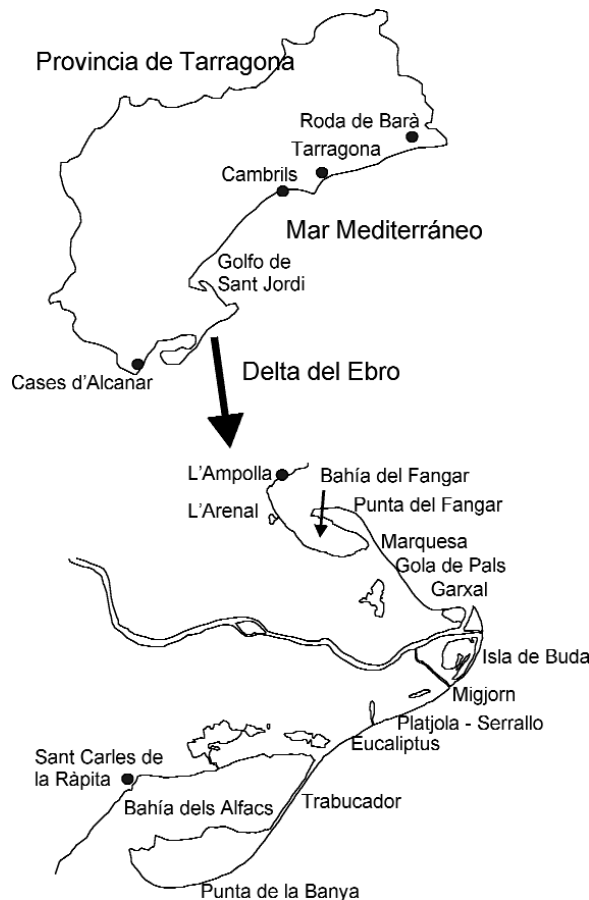 Provincia de Tarragona
Roda de Barà
Tarragona
Cambrils
Mar Mediterráneo
Golfo de
Sant Jordi
Cases d'Alcanar
Delta del Ebro
L'Ampolla
Bahía del Fangar
L'Arenal
Punta del Fangar
Marquesa
Gola de Pals
Garxal
Isla de Buda
Migjorn
Platjola - Serrallo
Eucaliptus
Sant Carles de
la Ràpita
Bahía dels Alfacs
Trabucador
Punta de la Banya